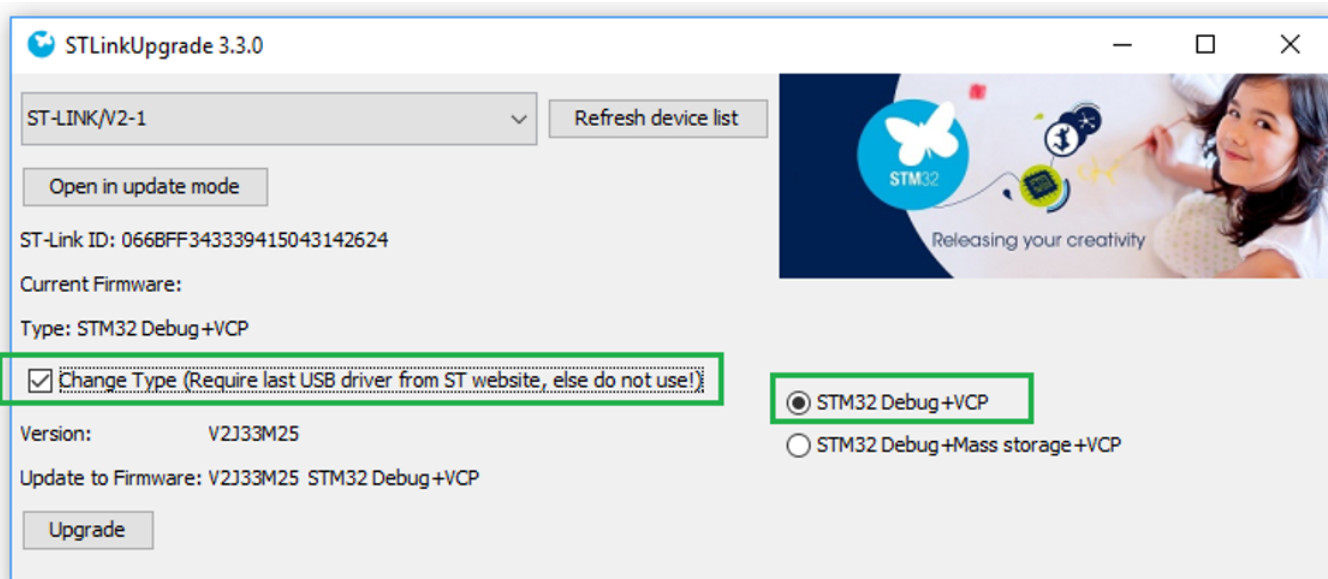 STLinkUpgrade 3.3.0
ST-LINK/V2-1
Refresh device list
Open in update mode
ST-Link ID: 066BFF343339415043142624
Current Firmware:
Type: STM32 Debug+VCP
Change Type (Require last USB driver from ST website, else do not use!)
Version: V2J33M25
Update to Firmware: V2J33M25 STM32 Debug+VCP
Upgrade
STM32
Releasing your creativity
STM32 Debug+VCP
STM32 Debug+Mass storage+VCP